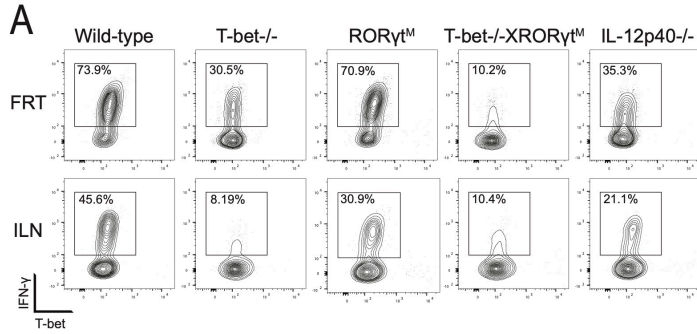 A
Wild-type T-bet-/- RORγtᴹ T-bet-/-XRORγtᴹ IL-12p40-/-
FRT 73.9% 30.5% 70.9% 10.2% 35.3%
ILN 45.6% 8.19% 30.9% 10.4% 21.1%
IFN-γ
T-bet